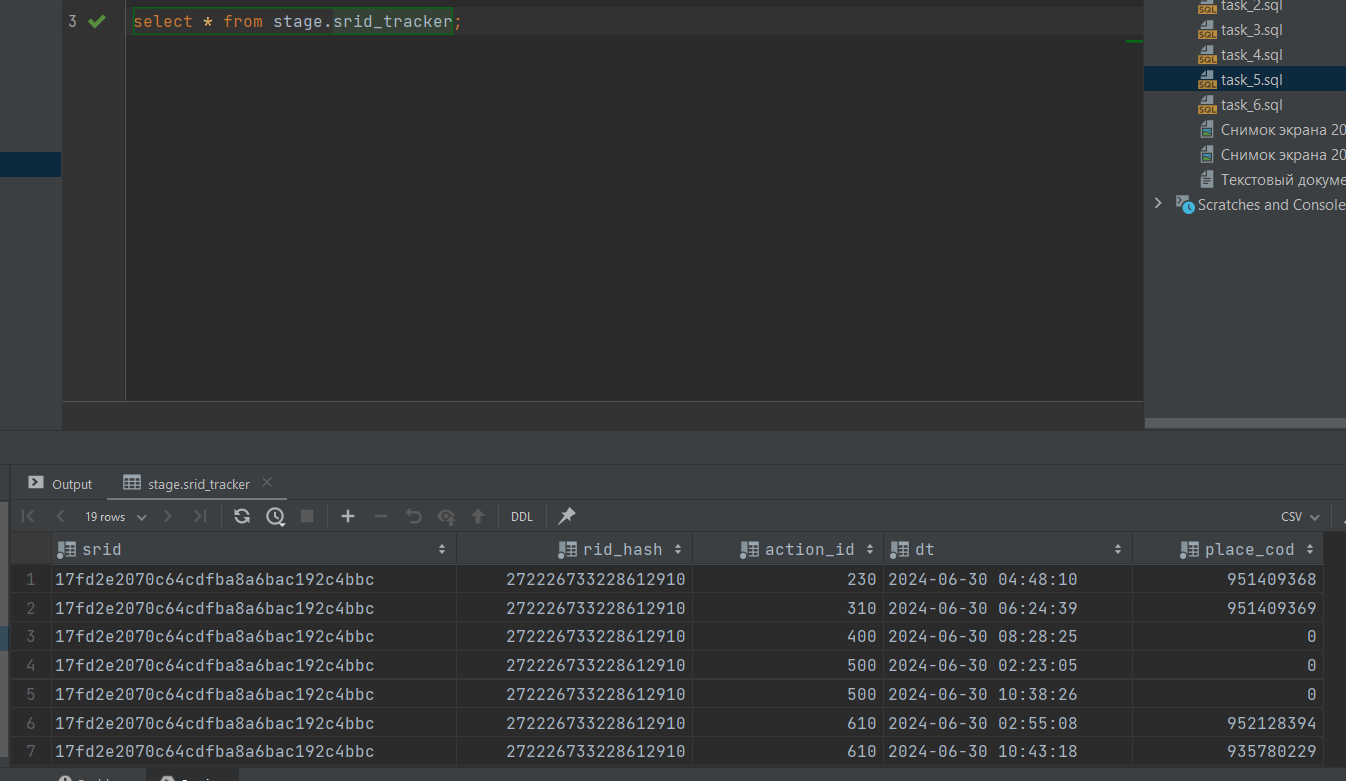 3 select * from stage.srid_tracker;
task_2.sql
task_3.sql
task_4.sql
task_5.sql
task_6.sql
Снимок экрана 20
Снимок экрана 20
Текстовый докуме
Scratches and Console
Output stage.srid_tracker
19 rows DDL CSV
srid rid_hash action_id dt place_cod
1 17fd2e2070c64cdfba8a6bac192c4bbc 272226733228612910 230 2024-06-30 04:48:10 951409368
2 17fd2e2070c64cdfba8a6bac192c4bbc 272226733228612910 310 2024-06-30 06:24:39 951409369
3 17fd2e2070c64cdfba8a6bac192c4bbc 272226733228612910 400 2024-06-30 08:28:25 0
4 17fd2e2070c64cdfba8a6bac192c4bbc 272226733228612910 500 2024-06-30 02:23:05 0
5 17fd2e2070c64cdfba8a6bac192c4bbc 272226733228612910 500 2024-06-30 10:38:26 0
6 17fd2e2070c64cdfba8a6bac192c4bbc 272226733228612910 610 2024-06-30 02:55:08 952128394
7 17fd2e2070c64cdfba8a6bac192c4bbc 272226733228612910 610 2024-06-30 10:43:18 935780229